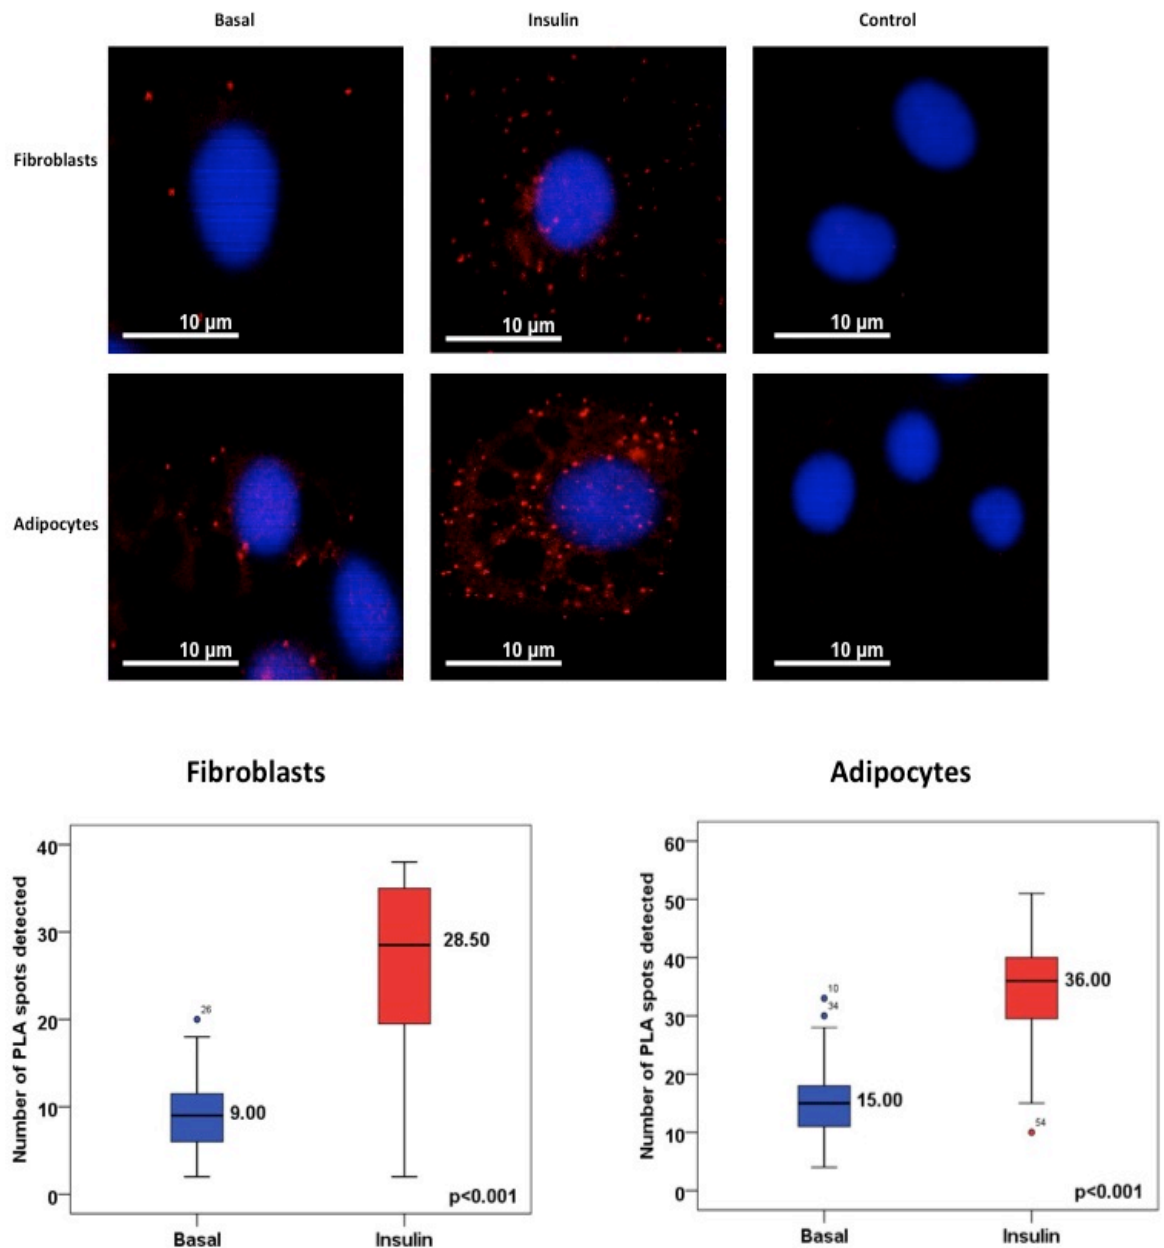 Basal Insulin Control
Fibroblasts
10 µm 10 µm 10 µm
Adipocytes
10 µm 10 µm 10 µm
Fibroblasts
Number of PLA spots detected
40
30
20
10
0
26
9.00
28.50
p<0.001
Basal Insulin
Adipocytes
Number of PLA spots detected
60
50
40
30
20
10
0
10
34
15.00
36.00
54
p<0.001
Basal Insulin